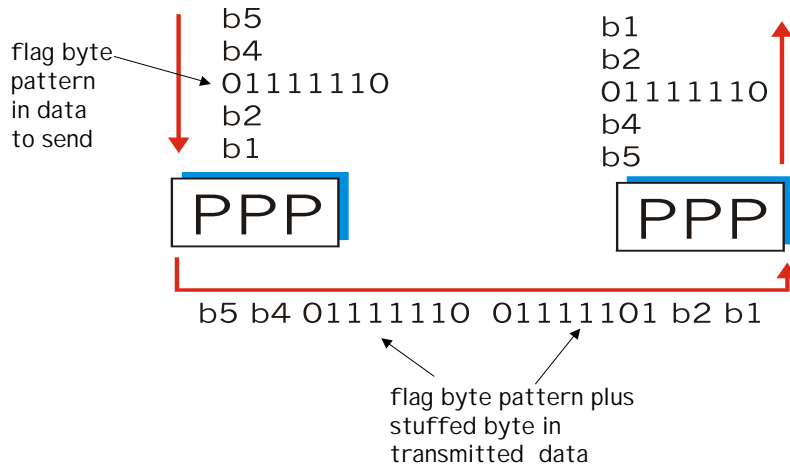 flag byte
pattern
in data
to send
b5
b4
01111110
b2
b1
b1
b2
01111110
b4
b5
PPP
PPP
b5 b4 01111110 01111101 b2 b1
flag byte pattern plus
stuffed byte in
transmitted data